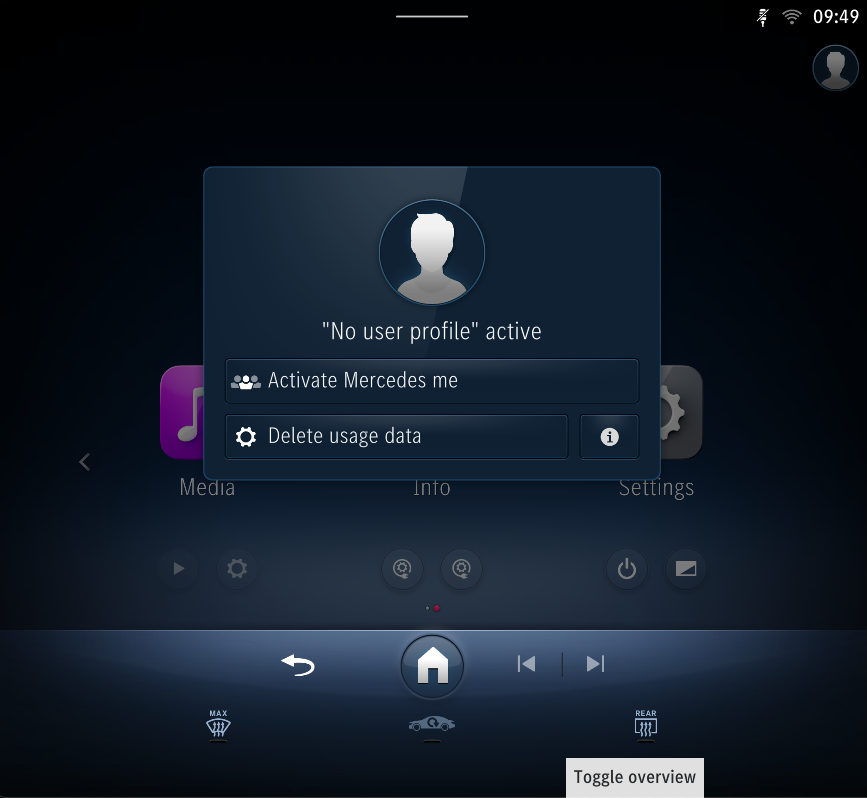 09:49
"No user profile" active
Activate Mercedes me
Delete usage data
Media
Info
Settings
MAX
REAR
Toggle overview